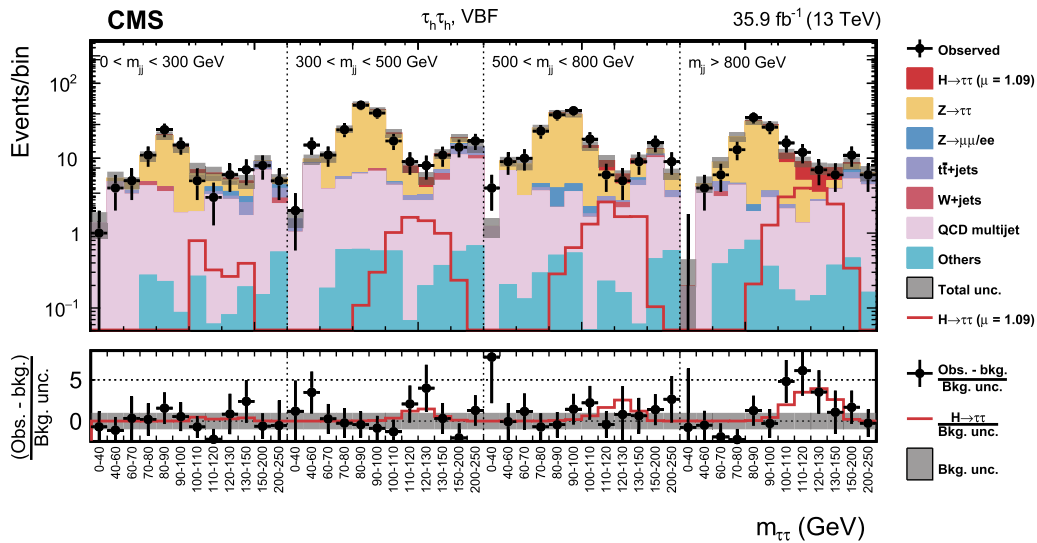 CMS
τhτh, VBF
35.9 fb⁻¹ (13 TeV)
0 < mjj < 300 GeV
300 < mjj < 500 GeV
500 < mjj < 800 GeV
mjj > 800 GeV
Events/bin
10²
10
1
10⁻¹
Observed
H→ττ (μ = 1.09)
Z→ττ
Z→μμ/ee
tt̄+jets
W+jets
QCD multijet
Others
Total unc.
H→ττ (μ = 1.09)
(Obs. - bkg.)
Bkg. unc.
5
0
Obs. - bkg.
Bkg. unc.
H→ττ
Bkg. unc.
Bkg. unc.
0-40 40-60 60-70 70-80 80-90 90-100 100-110 110-120 120-130 130-150 150-200 200-250 0-40 40-60 60-70 70-80 80-90 90-100 100-110 110-120 120-130 130-150 150-200 200-250 0-40 40-60 60-70 70-80 80-90 90-100 100-110 110-120 120-130 130-150 150-200 200-250 0-40 40-60 60-70 70-80 80-90 90-100 100-110 110-120 120-130 130-150 150-200 200-250
mττ (GeV)